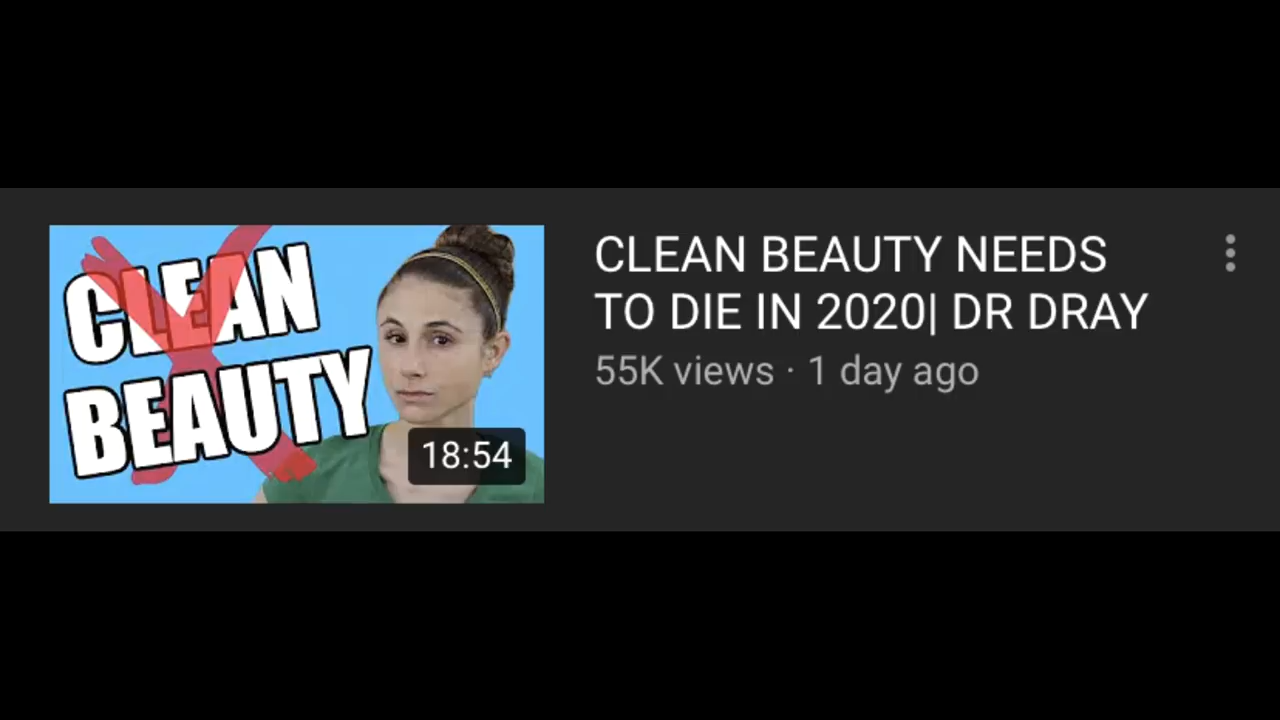 CLEAN
BEAUTY
18:54
CLEAN BEAUTY NEEDS
TO DIE IN 2020| DR DRAY
55K views · 1 day ago